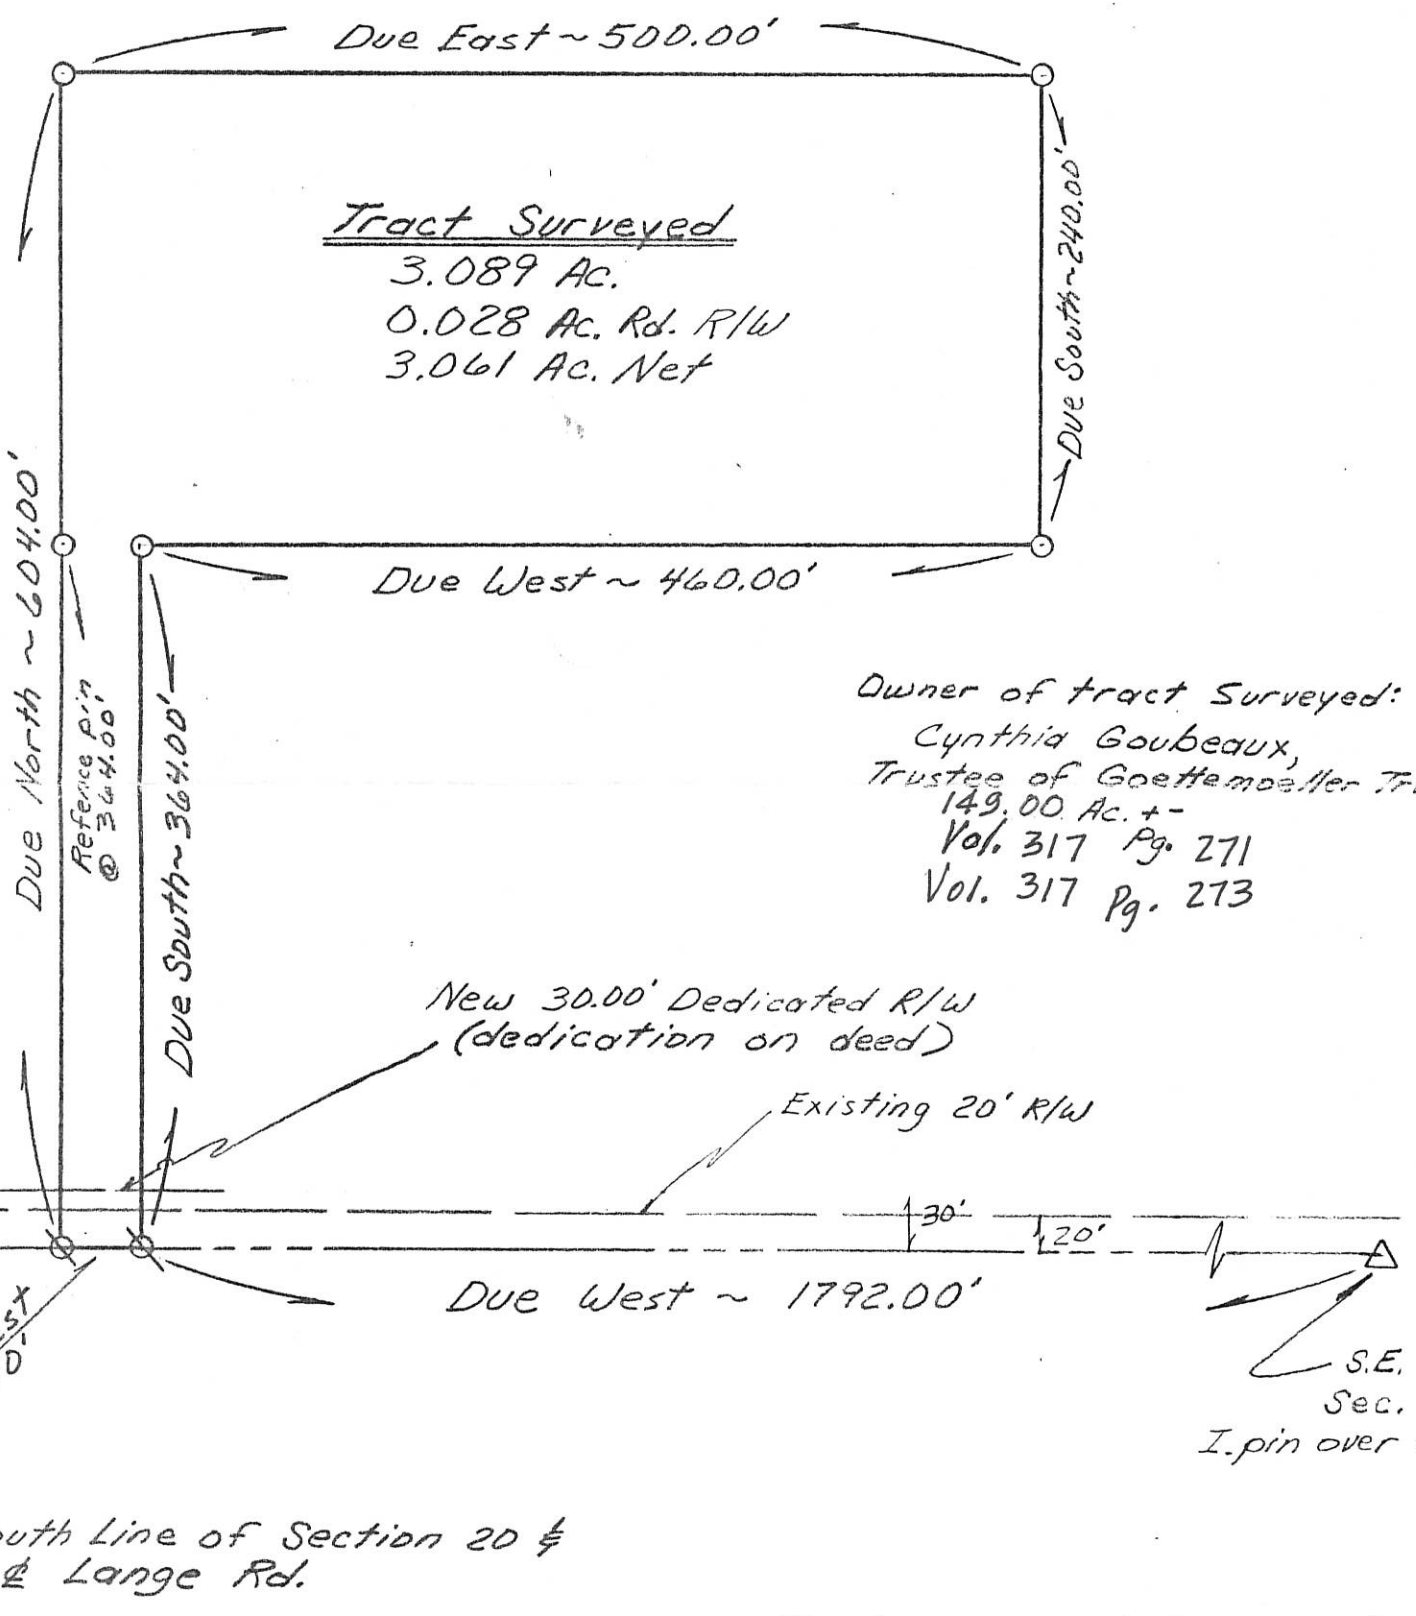 Due East ~ 500.00'
Due South ~ 240.00'
Tract Surveyed
3.089 Ac.
0.028 Ac. Rd. R/W
3.061 Ac. Net
Due North ~ 604.00'
Due West ~ 460.00'
Refence pin
@ 364.00'
Due South ~ 364.00'
Owner of tract Surveyed:
Cynthia Goubeaux,
Trustee of Goettemoeller
149.00 Ac. +-
Vol. 317 Pg. 271
Vol. 317 Pg. 273
New 30.00' Dedicated R/W
(dedication on deed)
Existing 20' R/W
30'
20'
Due West ~ 1792.00'
S.E.
Sec.
I. pin over
Line of Section 20 &
℄ Lange Rd.